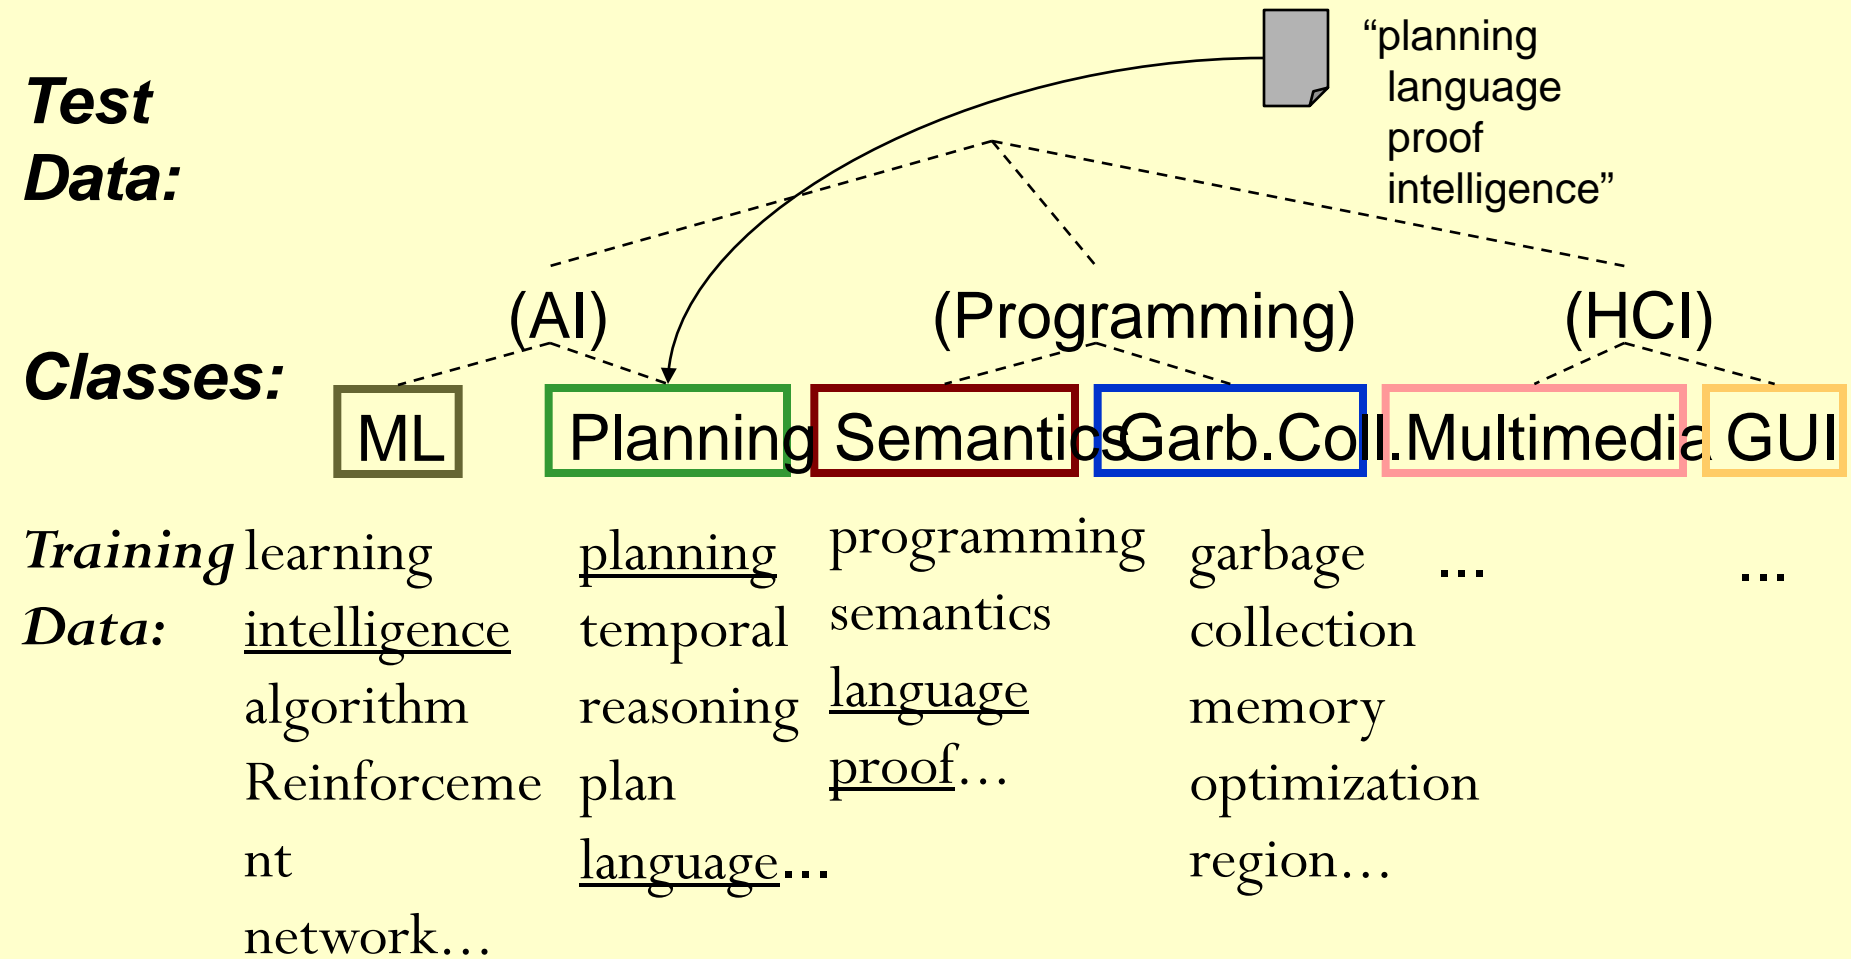 “planning
language
proof
intelligence”
Test
Data:
(AI) (Programming) (HCI)
Classes:
ML Planning Semantics Garb.Coll. Multimedia GUI
Training
Data:
learning
intelligence
algorithm
Reinforceme
nt
network…
planning
temporal
reasoning
plan
language...
programming
semantics
language
proof…
garbage
collection
memory
optimization
region…
...
...